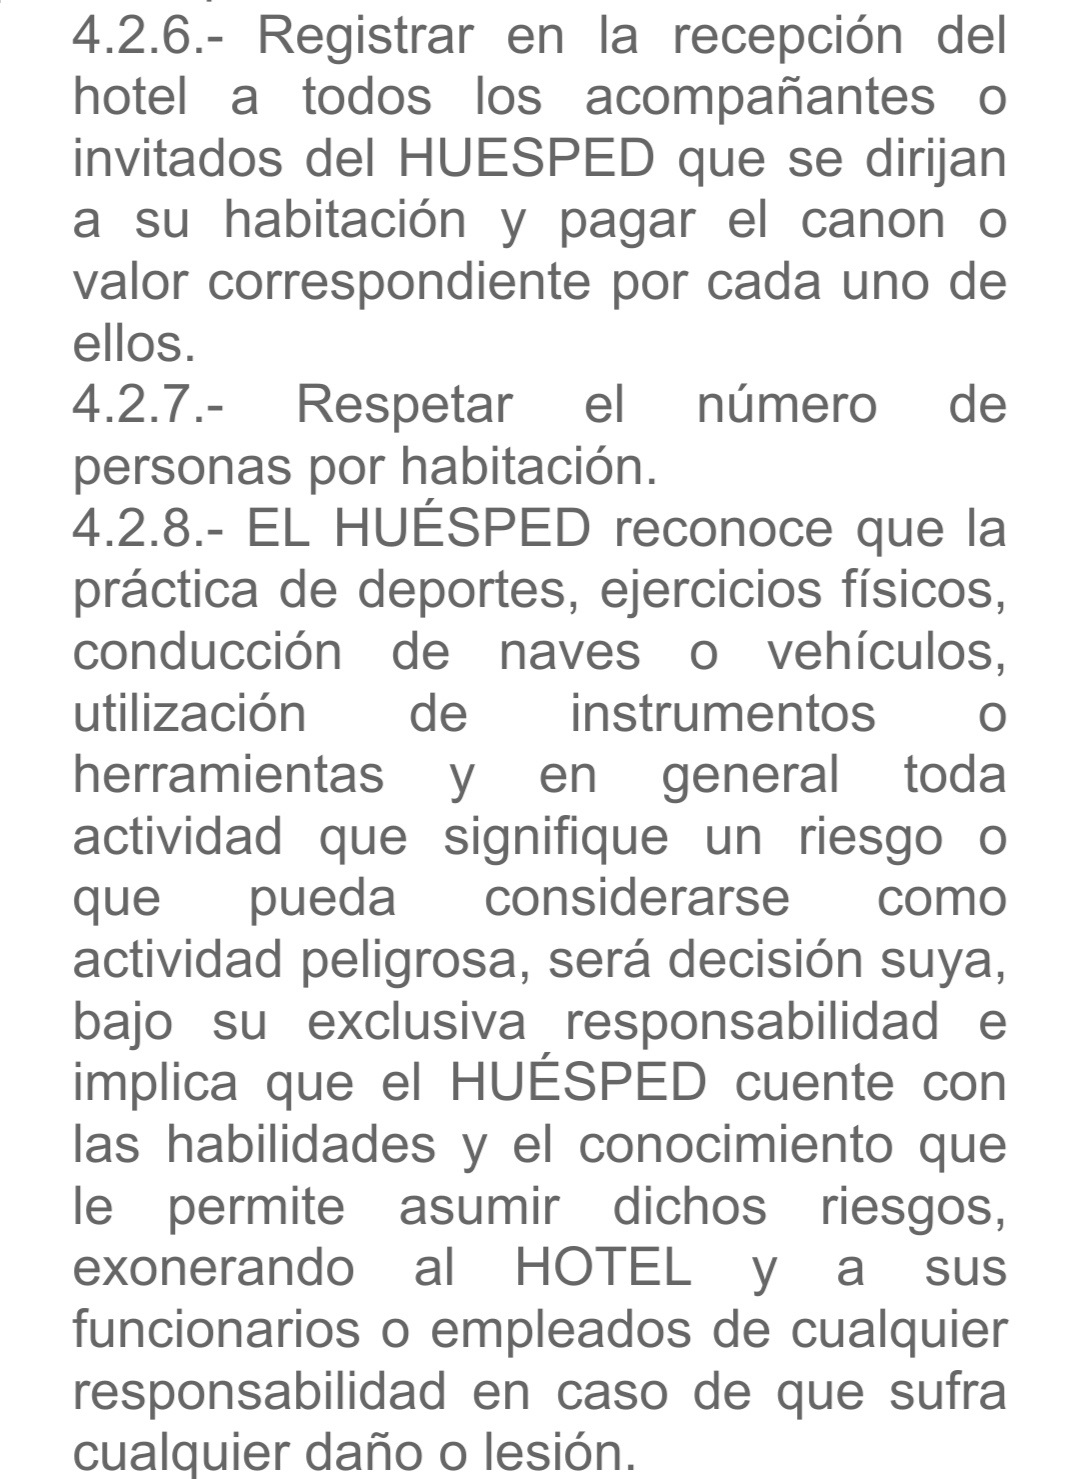 4.2.6.- Registrar en la recepción del
hotel a todos los acompañantes o
invitados del HUESPED que se dirijan
a su habitación y pagar el canon o
valor correspondiente por cada uno de
ellos.
4.2.7.- Respetar el número de
personas por habitación.
4.2.8.- EL HUÉSPED reconoce que la
práctica de deportes, ejercicios físicos,
conducción de naves o vehículos,
utilización de instrumentos o
herramientas y en general toda
actividad que signifique un riesgo o
que pueda considerarse como
actividad peligrosa, será decisión suya,
bajo su exclusiva responsabilidad e
implica que el HUÉSPED cuente con
las habilidades y el conocimiento que
le permite asumir dichos riesgos,
exonerando al HOTEL y a sus
funcionarios o empleados de cualquier
responsabilidad en caso de que sufra
cualquier daño o lesión.